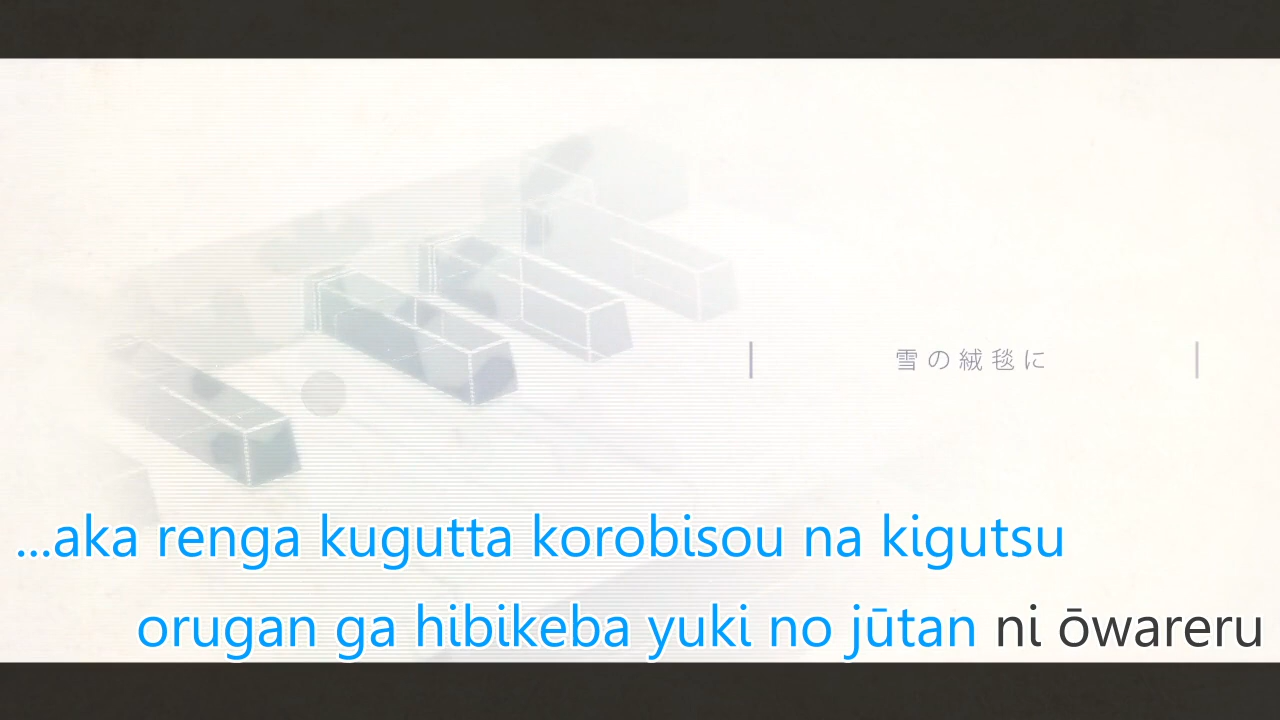 雪の絨毯に
...aka renga kugutta korobisou na kigutsu
orugan ga hibikeba yuki no jūtan ni ōwareru